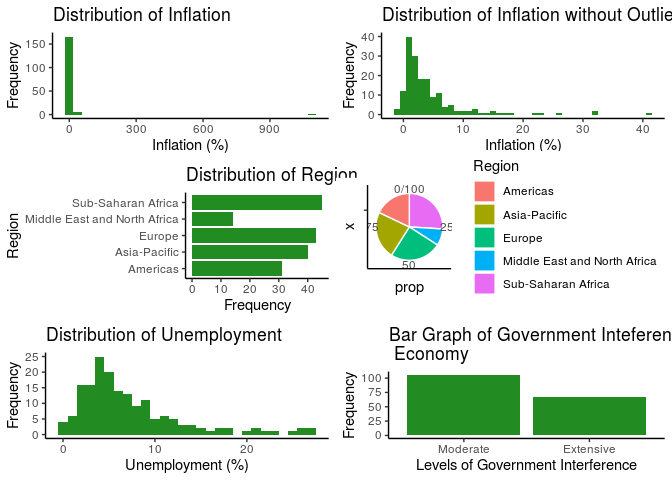 Distribution of Inflation
Frequency
150
100
50
0
0 300 600 900
Inflation (%)
Distribution of Inflation without Outlie
Frequency
40
30
20
10
0
0 10 20 30 40
Inflation (%)
Distribution of Region
Region
Sub-Saharan Africa
Middle East and North Africa
Europe
Asia-Pacific
Americas
0 10 20 30 40
Frequency
x
0/100
75
25
50
prop
Region
Americas
Asia-Pacific
Europe
Middle East and North Africa
Sub-Saharan Africa
Distribution of Unemployment
Frequency
25
20
15
10
5
0
0 10 20
Unemployment (%)
Bar Graph of Government Inteferen
Economy
Frequency
100
75
50
25
0
Moderate Extensive
Levels of Government Interference